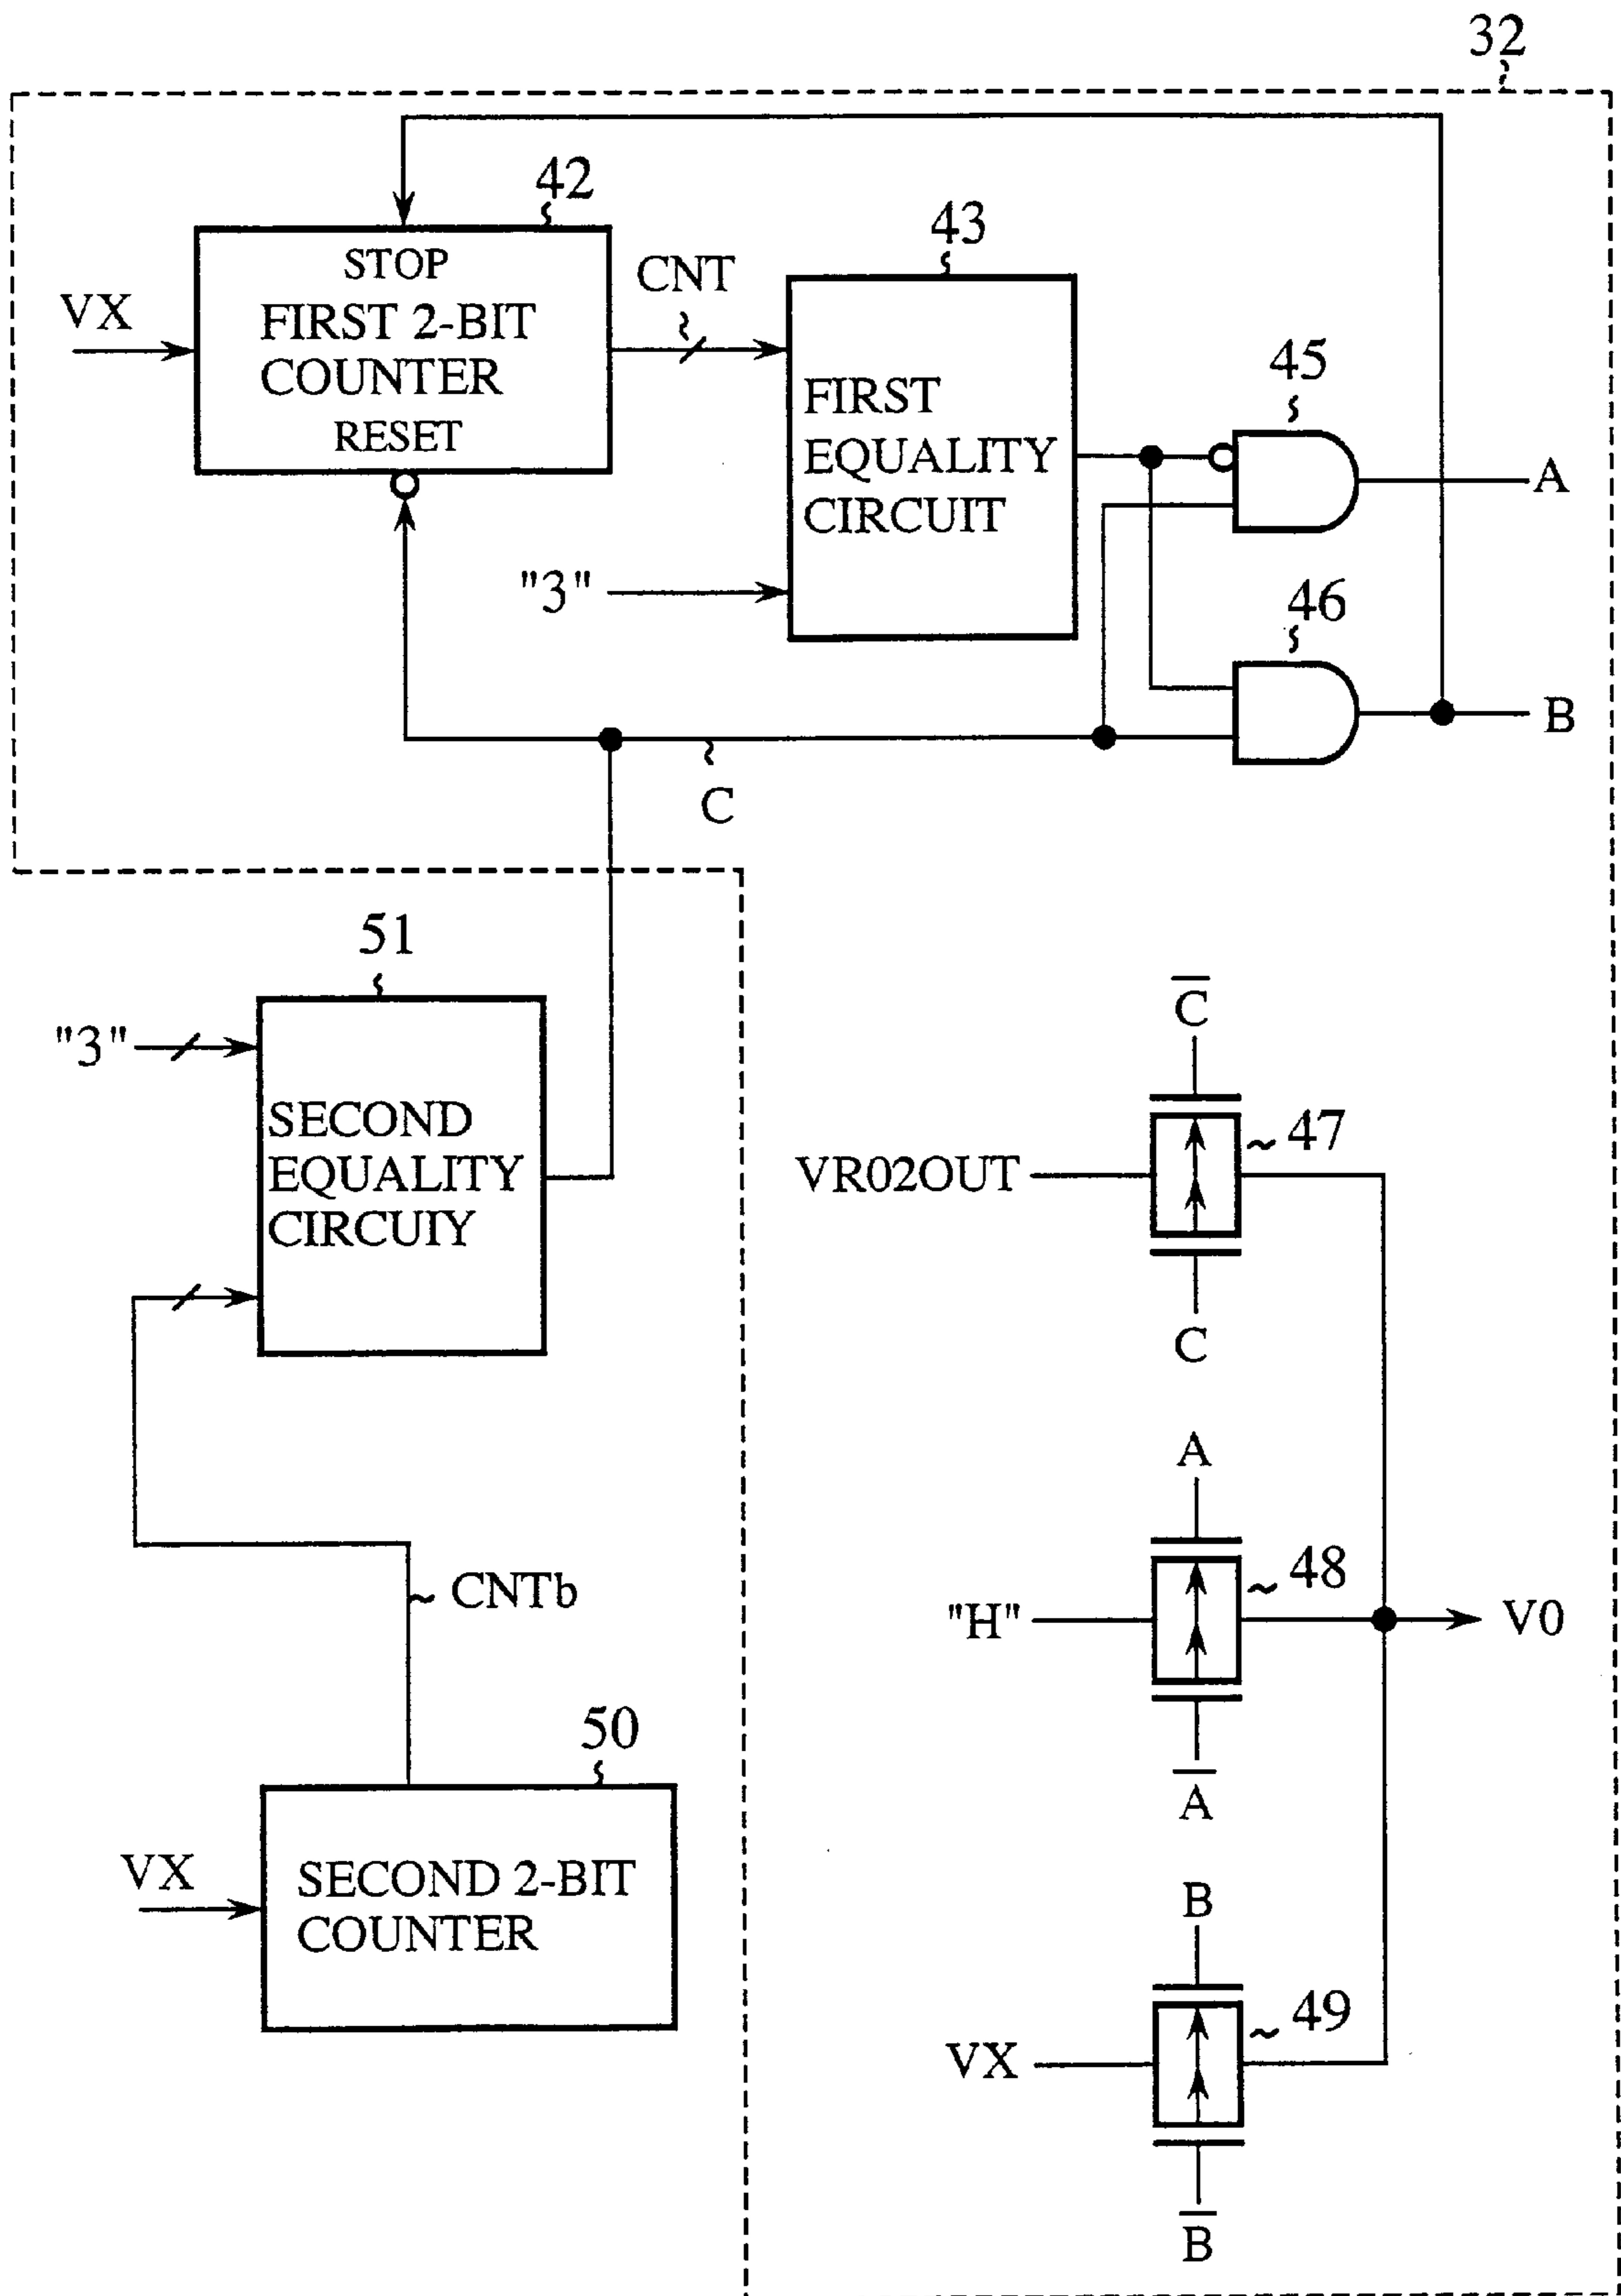 32
42
STOP
FIRST 2-BIT
COUNTER
RESET
VX
CNT
43
FIRST
EQUALITY
CIRCUIT
"3"
45
A
46
B
C
51
"3"
SECOND
EQUALITY
CIRCUIY
CNTb
50
VX
SECOND 2-BIT
COUNTER
C̅
47
VR02OUT
C
A
48
"H"
V0
A̅
B
49
VX
B̅